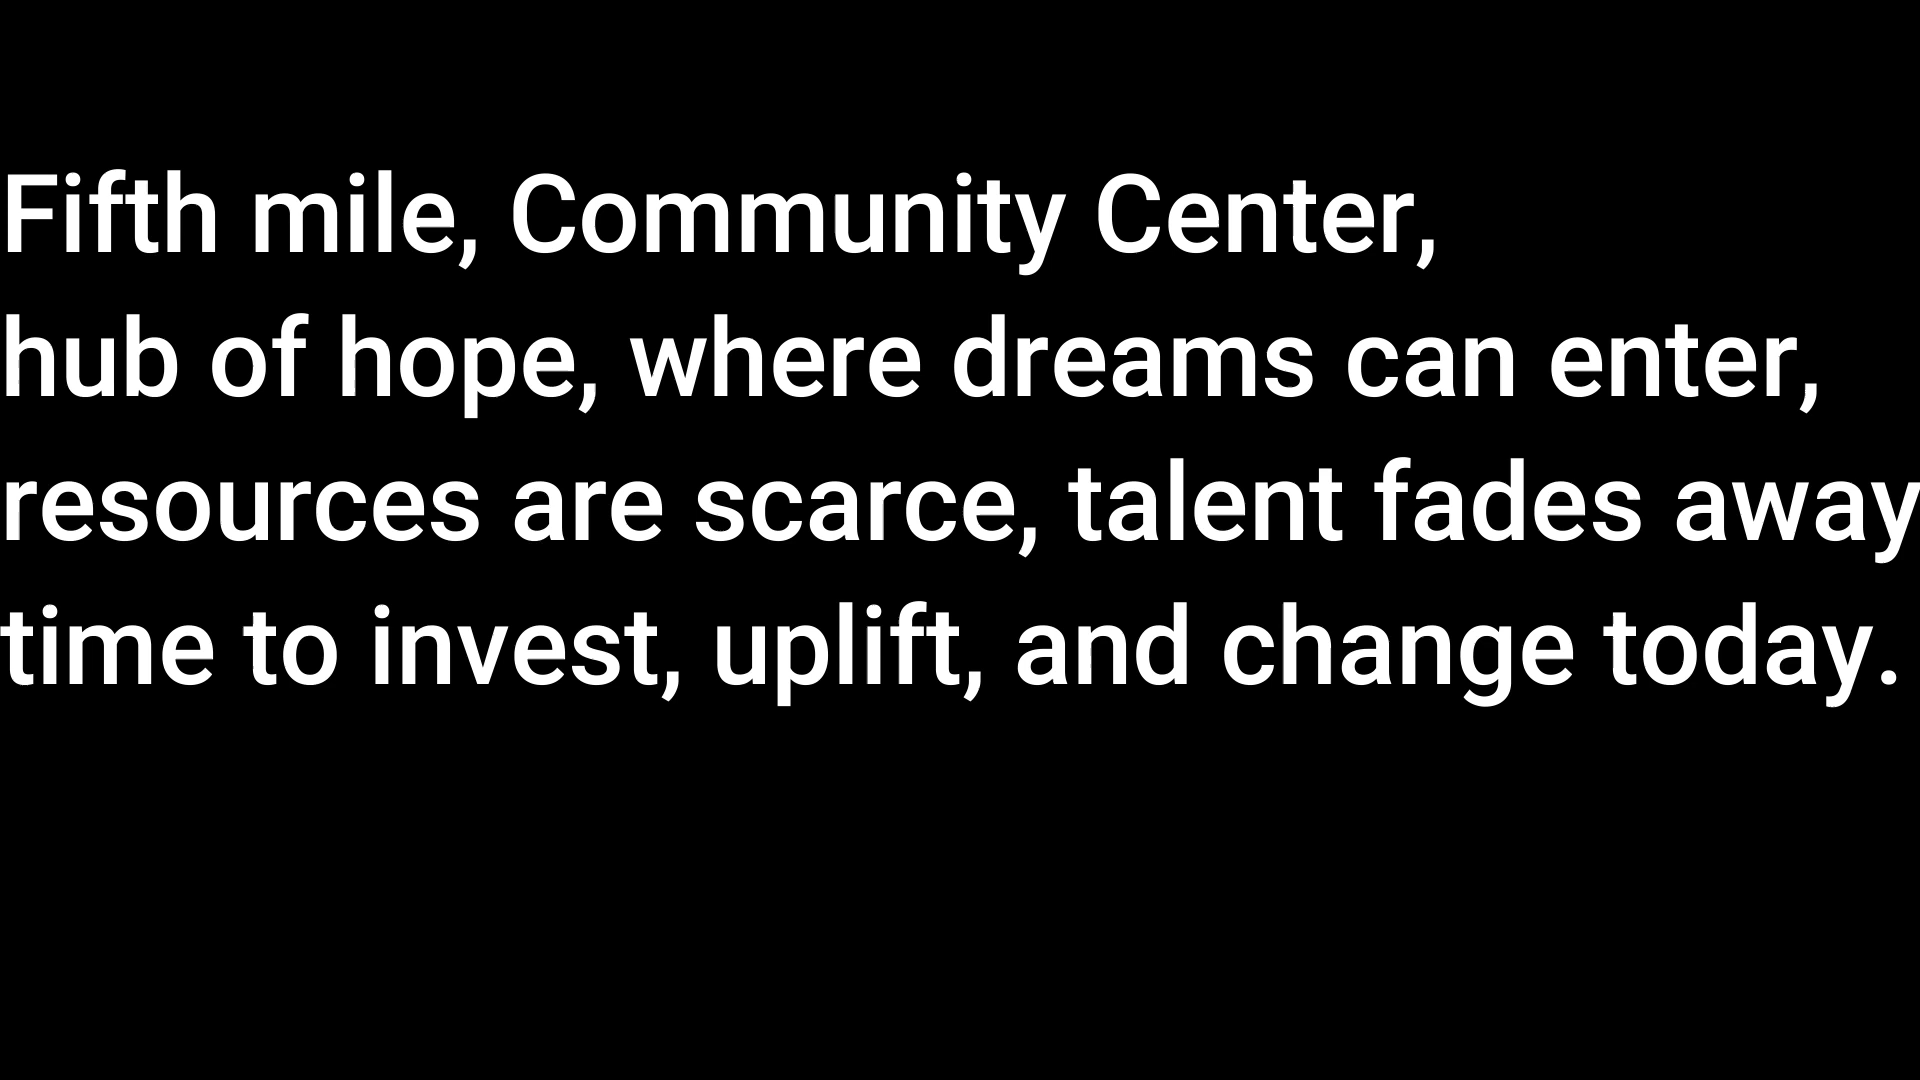 Fifth mile, Community Center,
hub of hope, where dreams can enter,
resources are scarce, talent fades away
time to invest, uplift, and change today.